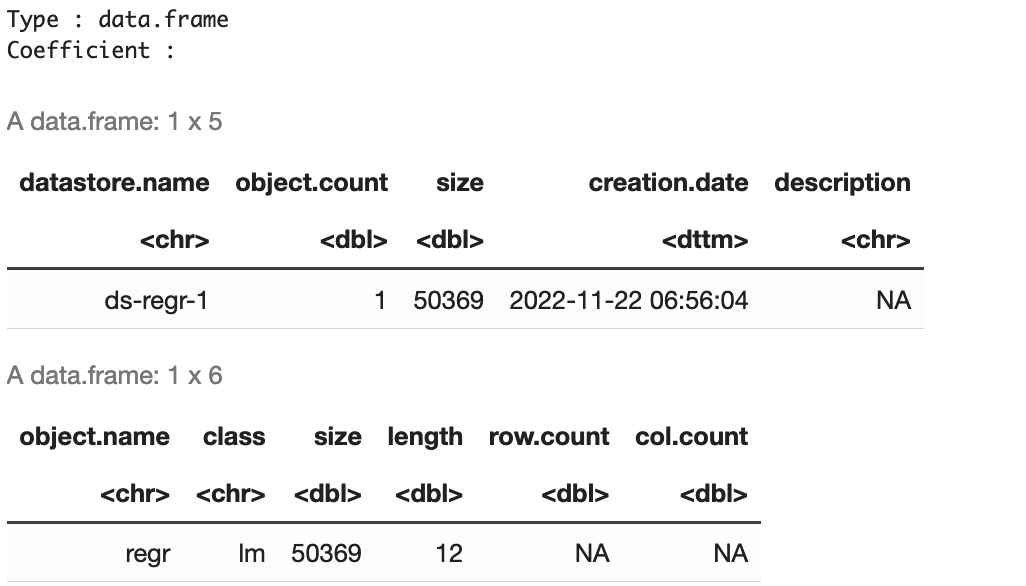 Type : data.frame
Coefficient :
A data.frame: 1 x 5
datastore.name object.count size creation.date description
<chr> <dbl> <dbl> <dttm> <chr>
ds-regr-1 1 50369 2022-11-22 06:56:04 NA
A data.frame: 1 x 6
object.name class size length row.count col.count
<chr> <chr> <dbl> <dbl> <dbl> <dbl>
regr lm 50369 12 NA NA